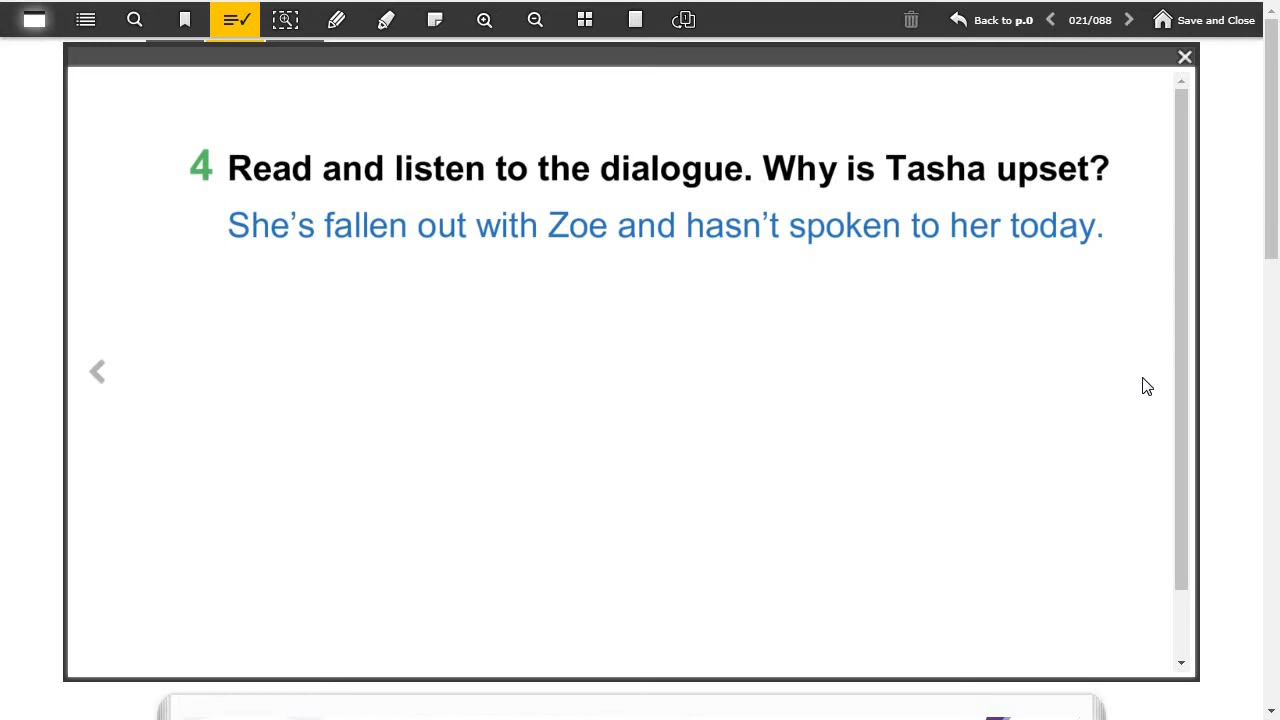 Back to p.0
021/088
Save and Close
4 Read and listen to the dialogue. Why is Tasha upset?
She's fallen out with Zoe and hasn't spoken to her today.